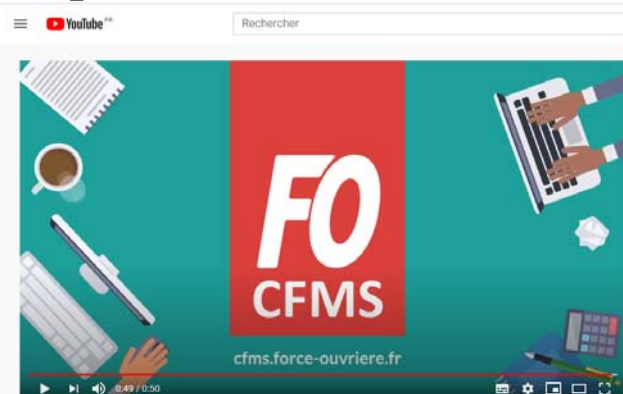 YouTube FR
Rechercher
FO
CFMS
cfms.force-ouvriere.fr
0:49 / 0:50